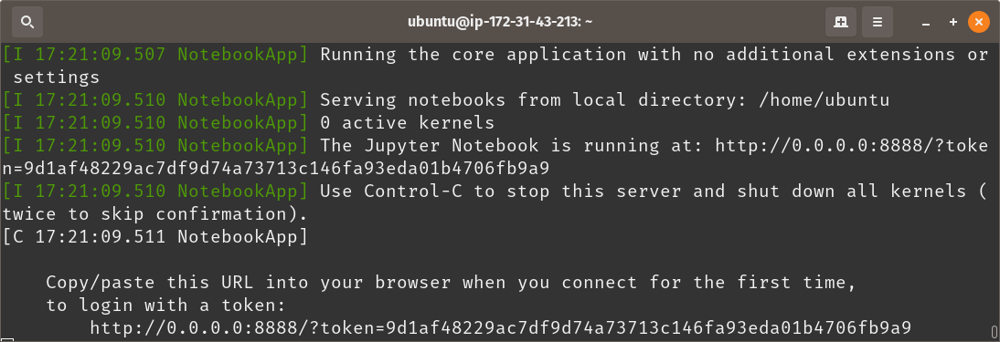 ubuntu@ip-172-31-43-213: ~
[I 17:21:09.507 NotebookApp] Running the core application with no additional extensions or
 settings
[I 17:21:09.510 NotebookApp] Serving notebooks from local directory: /home/ubuntu
[I 17:21:09.510 NotebookApp] 0 active kernels
[I 17:21:09.510 NotebookApp] The Jupyter Notebook is running at: http://0.0.0.0:8888/?toke
n=9d1af48229ac7df9d74a73713c146fa93eda01b4706fb9a9
[I 17:21:09.510 NotebookApp] Use Control-C to stop this server and shut down all kernels (
twice to skip confirmation).
[C 17:21:09.511 NotebookApp]
    Copy/paste this URL into your browser when you connect for the first time,
    to login with a token:
        http://0.0.0.0:8888/?token=9d1af48229ac7df9d74a73713c146fa93eda01b4706fb9a9